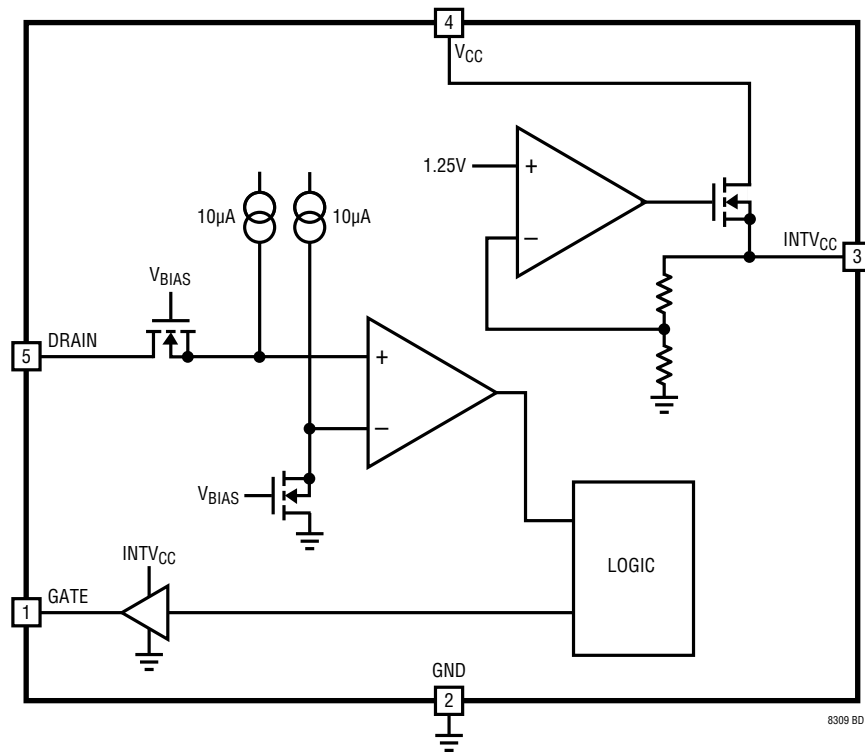 4
VCC
1.25V
+
−
10µA
10µA
INTVCC
3
VBIAS
5
DRAIN
+
−
VBIAS
LOGIC
INTVCC
1
GATE
GND
2
8309 BD